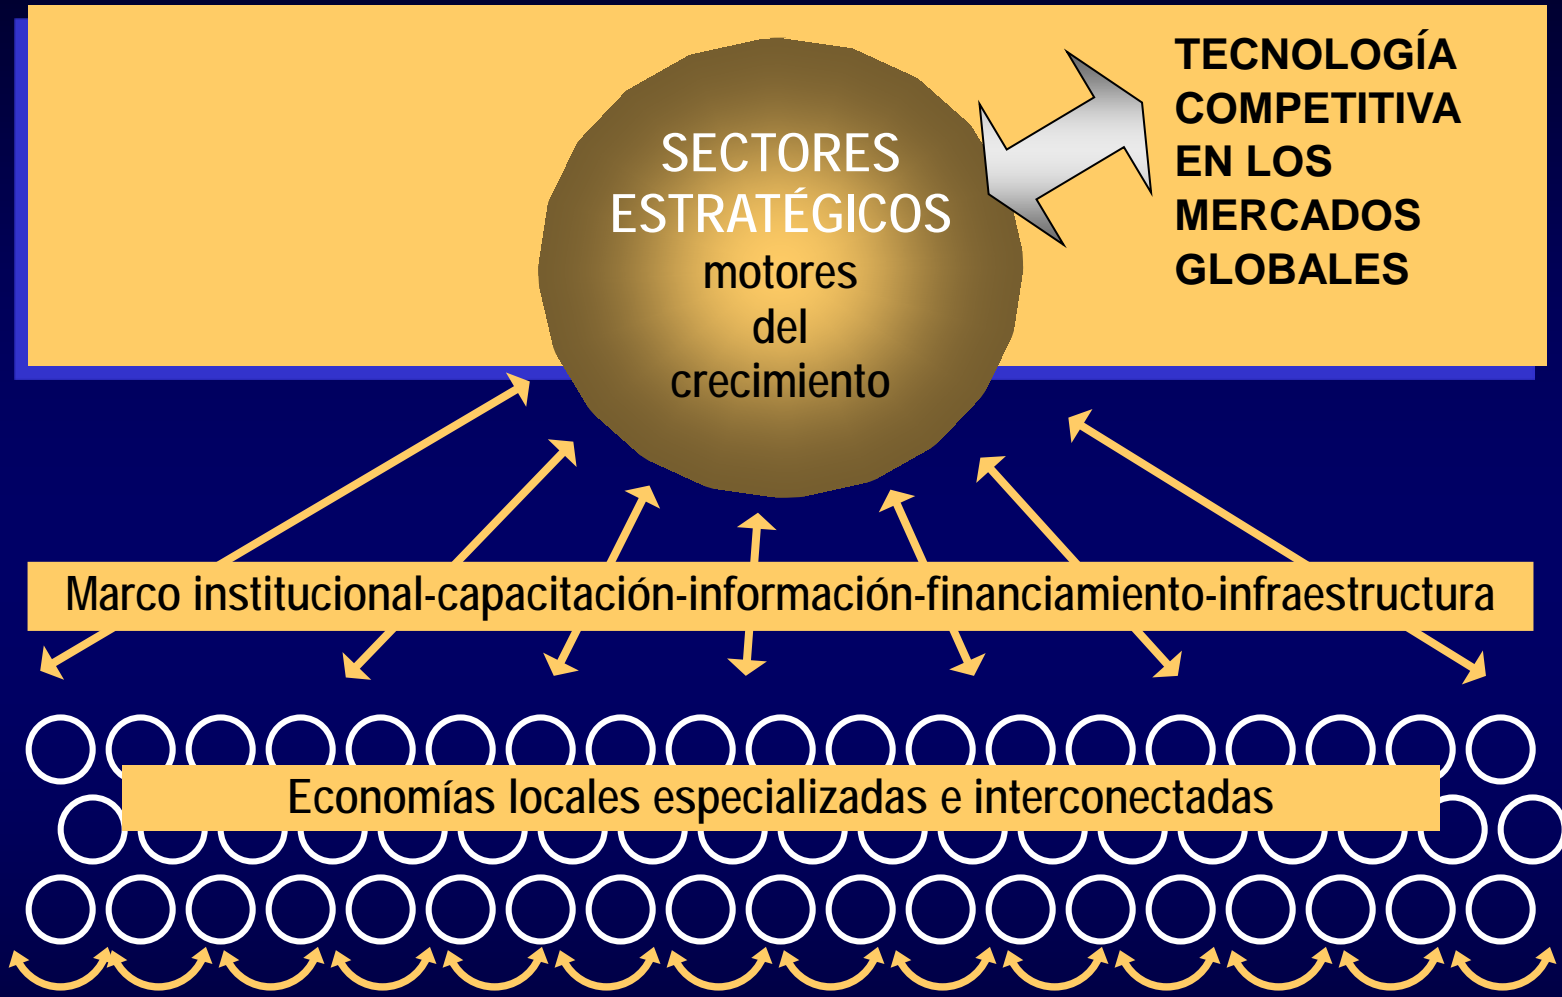 SECTORES
ESTRATÉGICOS
motores
del
crecimiento
TECNOLOGÍA
COMPETITIVA
EN LOS
MERCADOS
GLOBALES
Marco institucional-capacitación-información-financiamiento-infraestructura
Economías locales especializadas e interconectadas